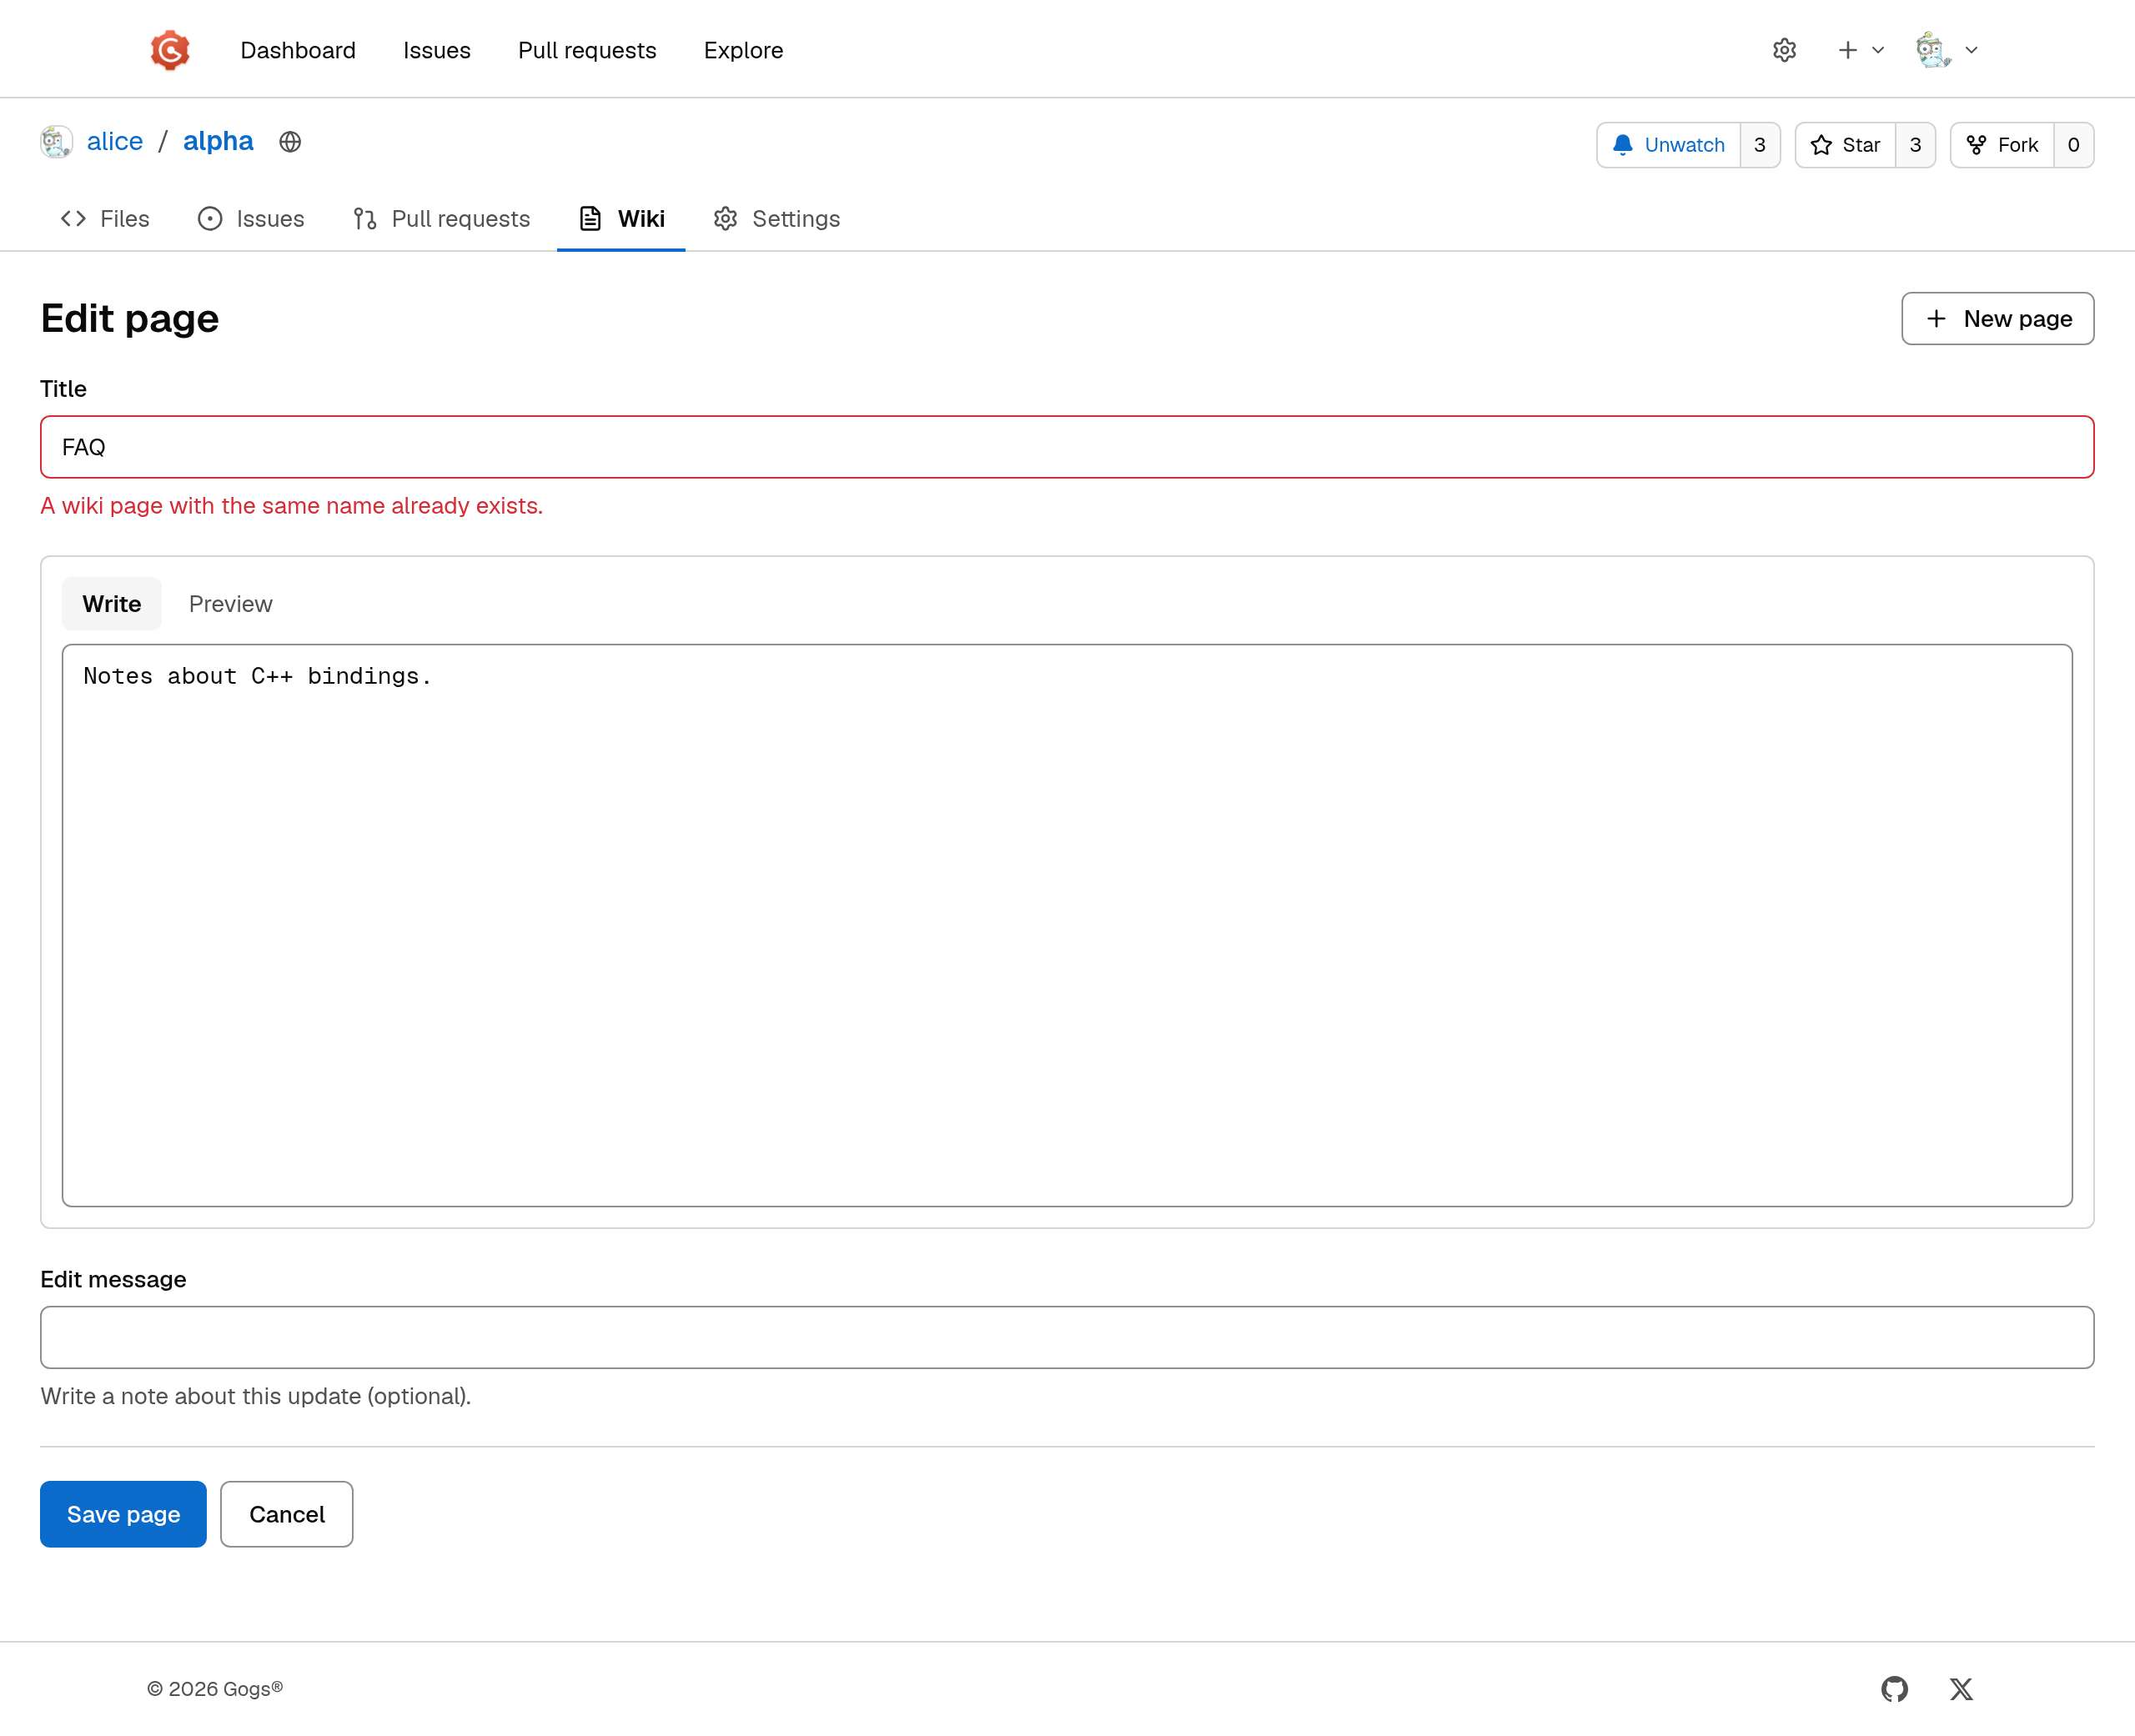 Dashboard Issues Pull requests Explore
alice / alpha
Unwatch 3 Star 3 Fork 0
Files Issues Pull requests Wiki Settings
Edit page
New page
Title
FAQ
A wiki page with the same name already exists.
Write Preview
Notes about C++ bindings.
Edit message
Write a note about this update (optional).
Save page Cancel
© 2026 Gogs®